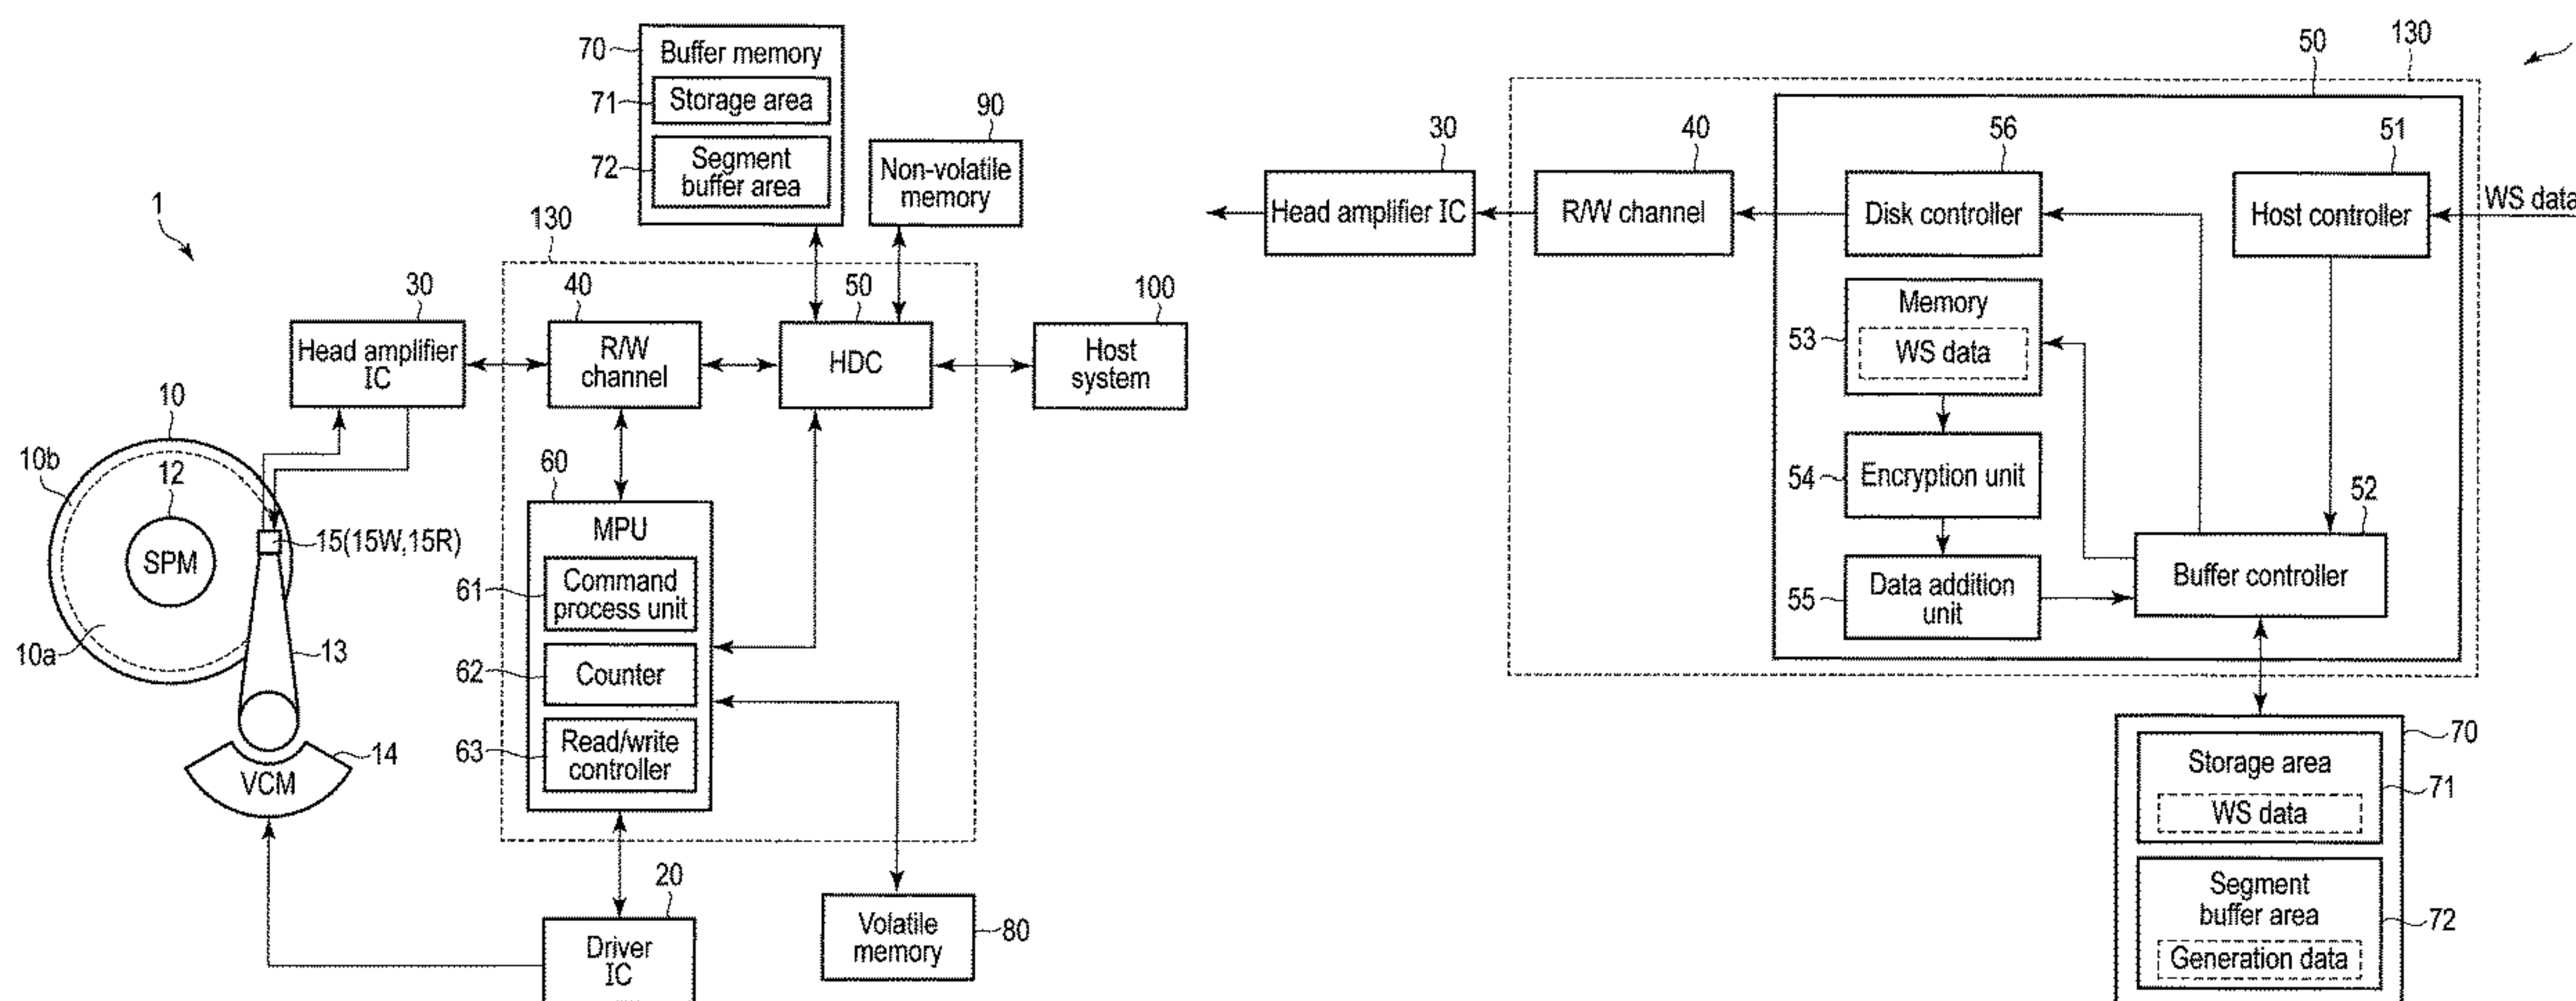 70
Buffer memory
71
Storage area
72
Segment
buffer area
90
Non-volatile
memory
1
130
30
Head amplifier
IC
40
R/W
channel
50
HDC
100
Host
system
10
10b
12
SPM
10a
15(15W,15R)
13
14
VCM
60
MPU
61
Command
process unit
62
Counter
63
Read/write
controller
20
Driver
IC
Volatile
memory
80
130
50
30
Head amplifier IC
40
R/W channel
56
Disk controller
51
Host controller
WS data
53
Memory
WS data
54
Encryption unit
55
Data addition
unit
52
Buffer controller
70
Storage area
71
WS data
Segment
buffer area
72
Generation data